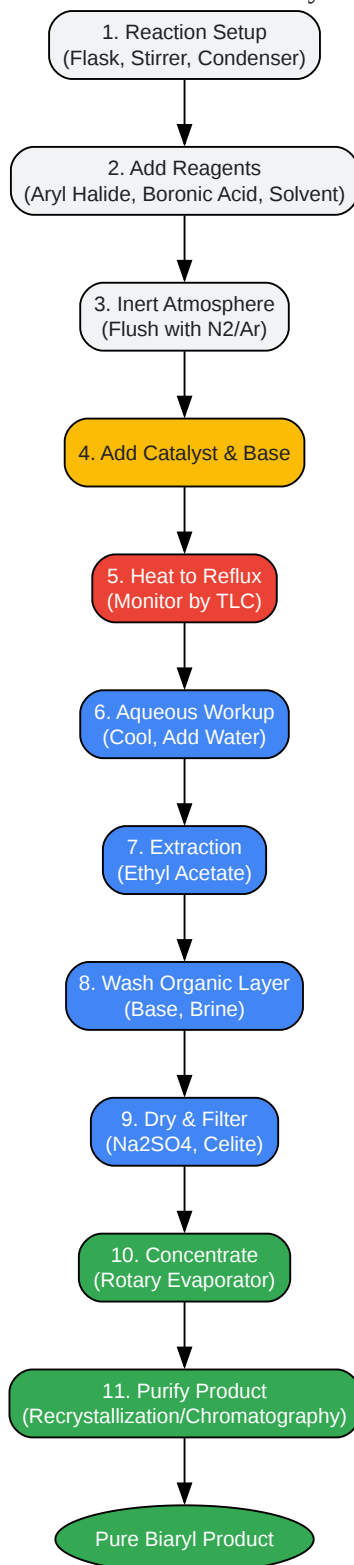 1. Reaction Setup
(Flask, Stirrer, Condenser)
2. Add Reagents
(Aryl Halide, Boronic Acid, Solvent)
3. Inert Atmosphere
(Flush with N2/Ar)
4. Add Catalyst & Base
5. Heat to Reflux
(Monitor by TLC)
6. Aqueous Workup
(Cool, Add Water)
7. Extraction
(Ethyl Acetate)
8. Wash Organic Layer
(Base, Brine)
9. Dry & Filter
(Na2SO4, Celite)
10. Concentrate
(Rotary Evaporator)
11. Purify Product
(Recrystallization/Chromatography)
Pure Biaryl Product